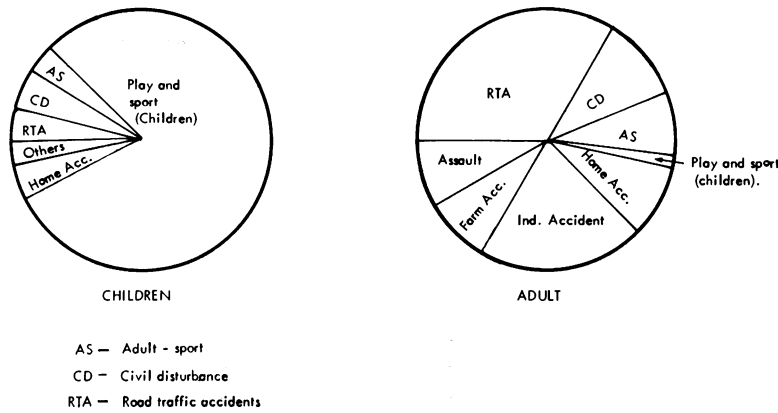 AS
CD
RTA
Others
Home Acc.
Play and
sport
(Children)
CHILDREN
RTA
CD
AS
Play and sport
(children).
Home Acc.
Ind. Accident
Farm Acc.
Assault
ADULT
AS — Adult - sport
CD — Civil disturbance
RTA — Road traffic accidents